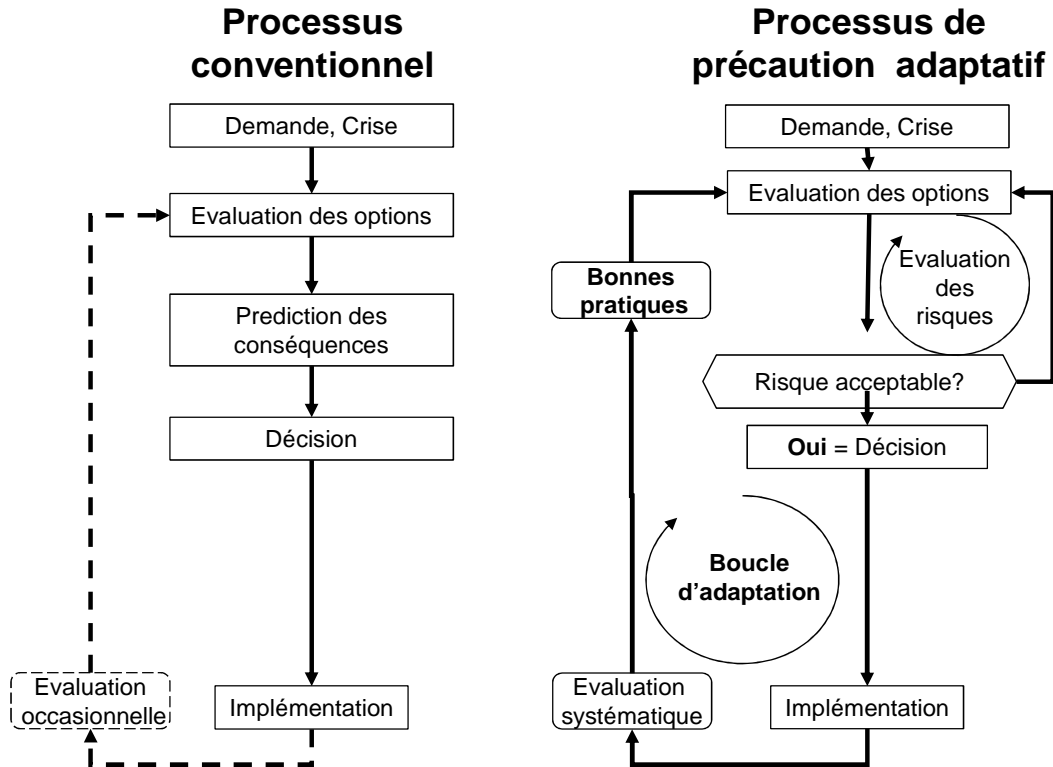 Processus
conventionnel
Demande, Crise
Evaluation des options
Prediction des
conséquences
Décision
Evaluation
occasionnelle
Implémentation
Processus de
précaution adaptatif
Demande, Crise
Evaluation des options
Evaluation
des
risques
Bonnes
pratiques
Risque acceptable?
Oui = Décision
Boucle
d'adaptation
Evaluation
systématique
Implémentation